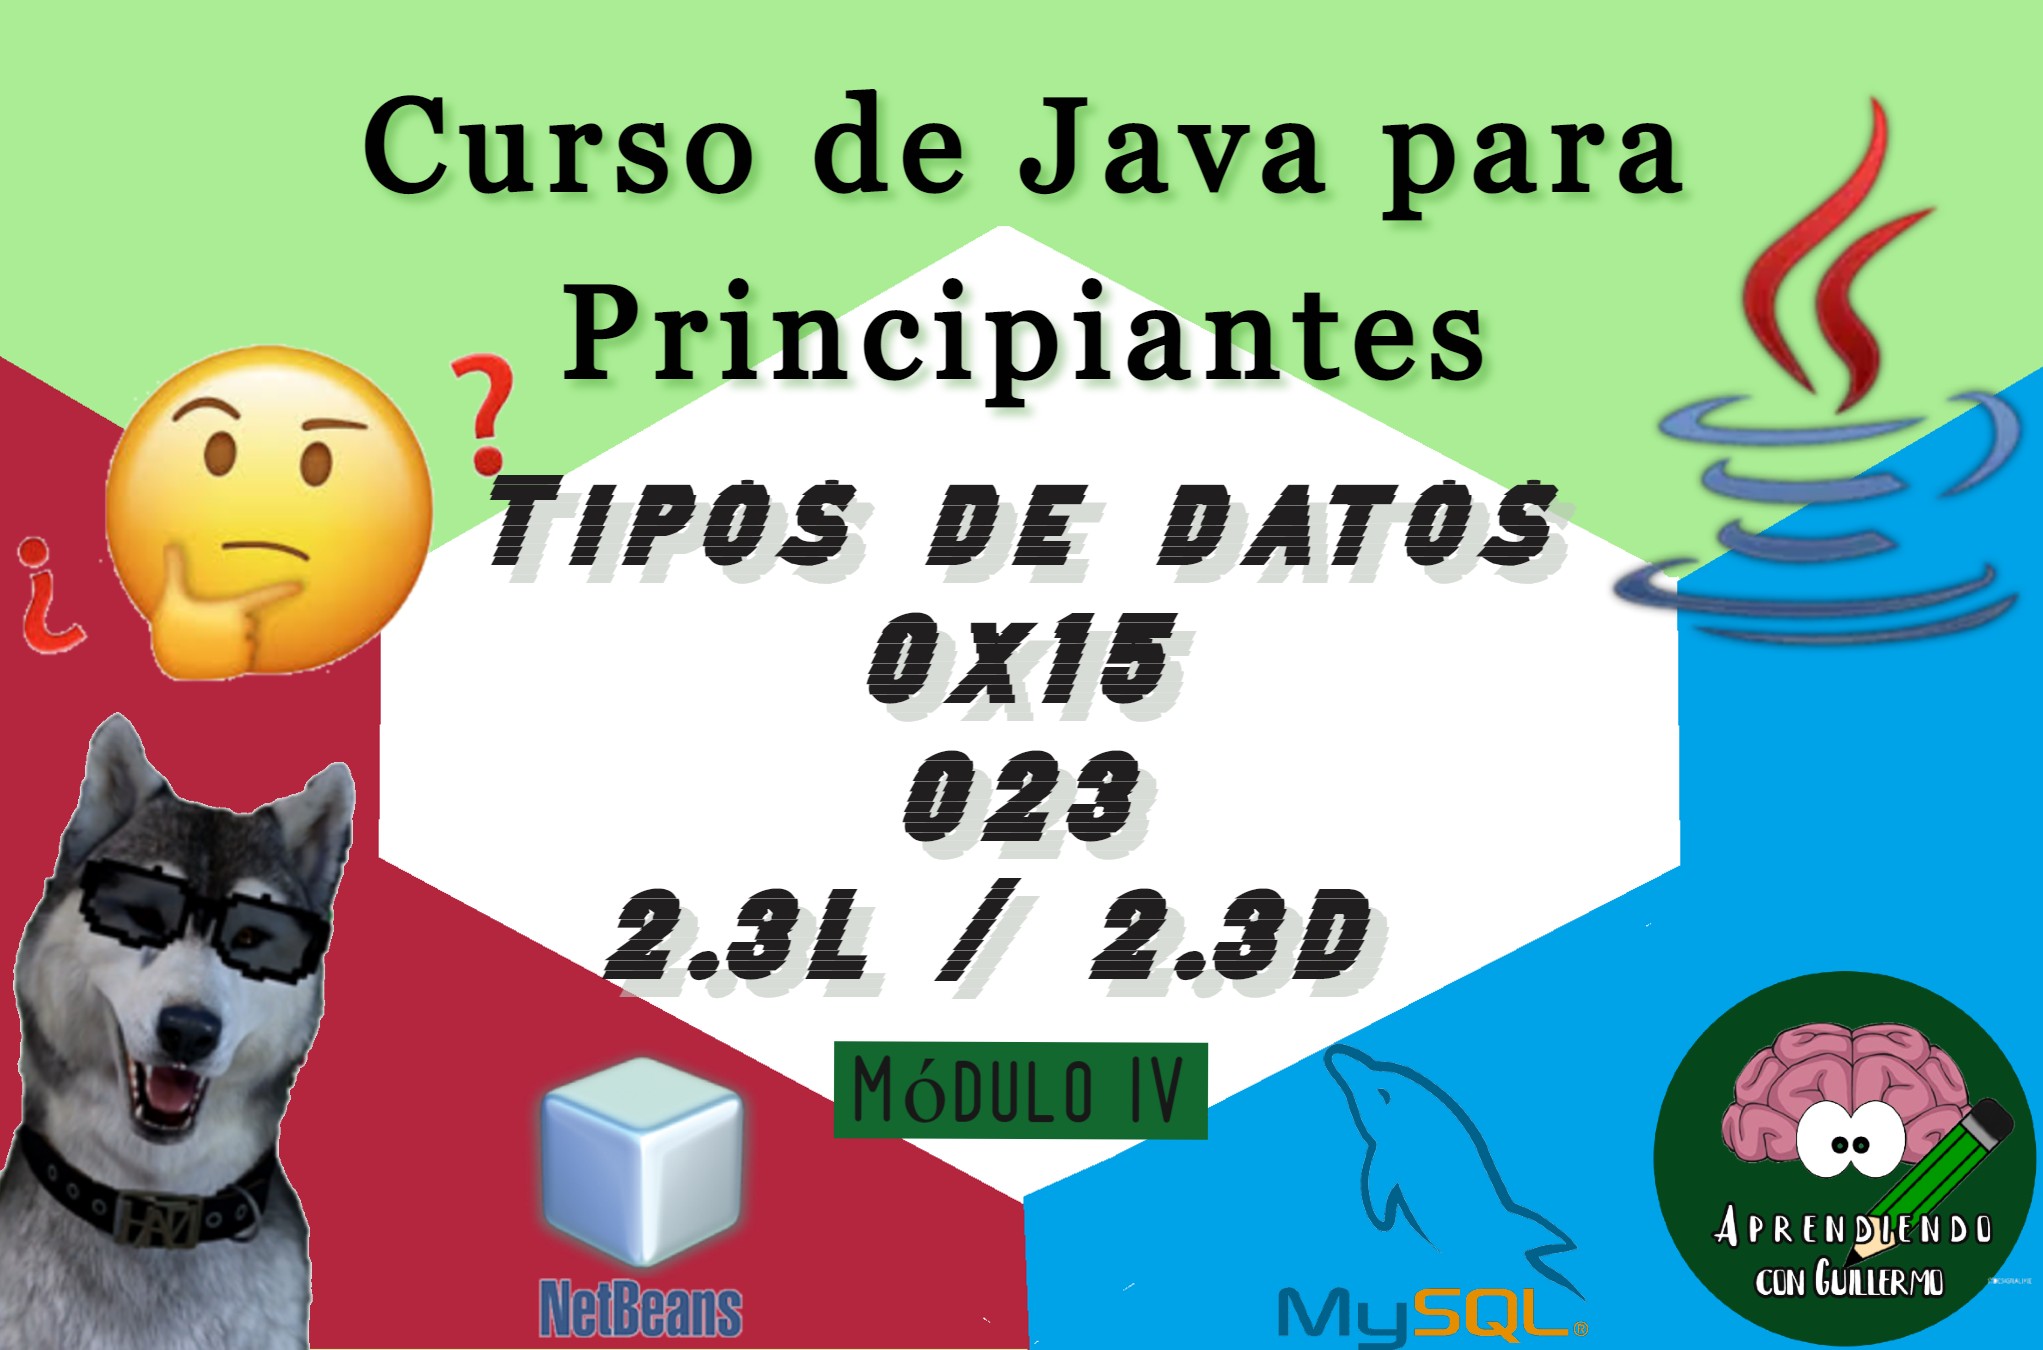 Curso de Java para
Principiantes
¿ ?
TIPOS DE DATOS
0X15
023
2.3L / 2.3D
MÓDULO IV
NetBeans
MySQL®
APRENDIENDO
CON GUILLERMO